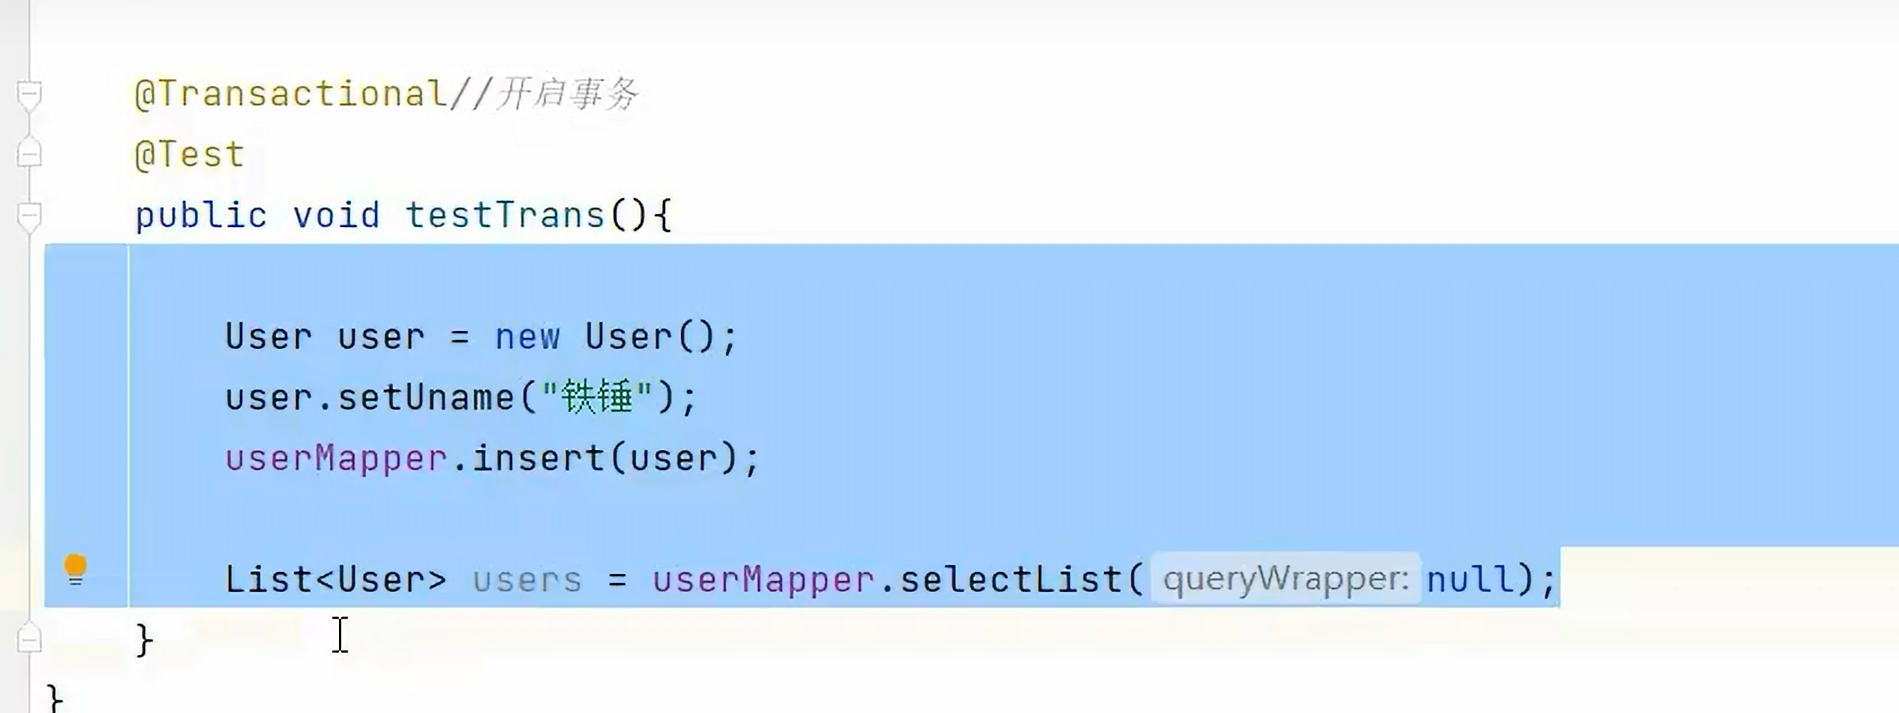 @Transactional//开启事务
@Test
public void testTrans(){
User user = new User();
user.setUname("铁锤");
userMapper.insert(user);
List<User> users = userMapper.selectList( queryWrapper: null);
}
}